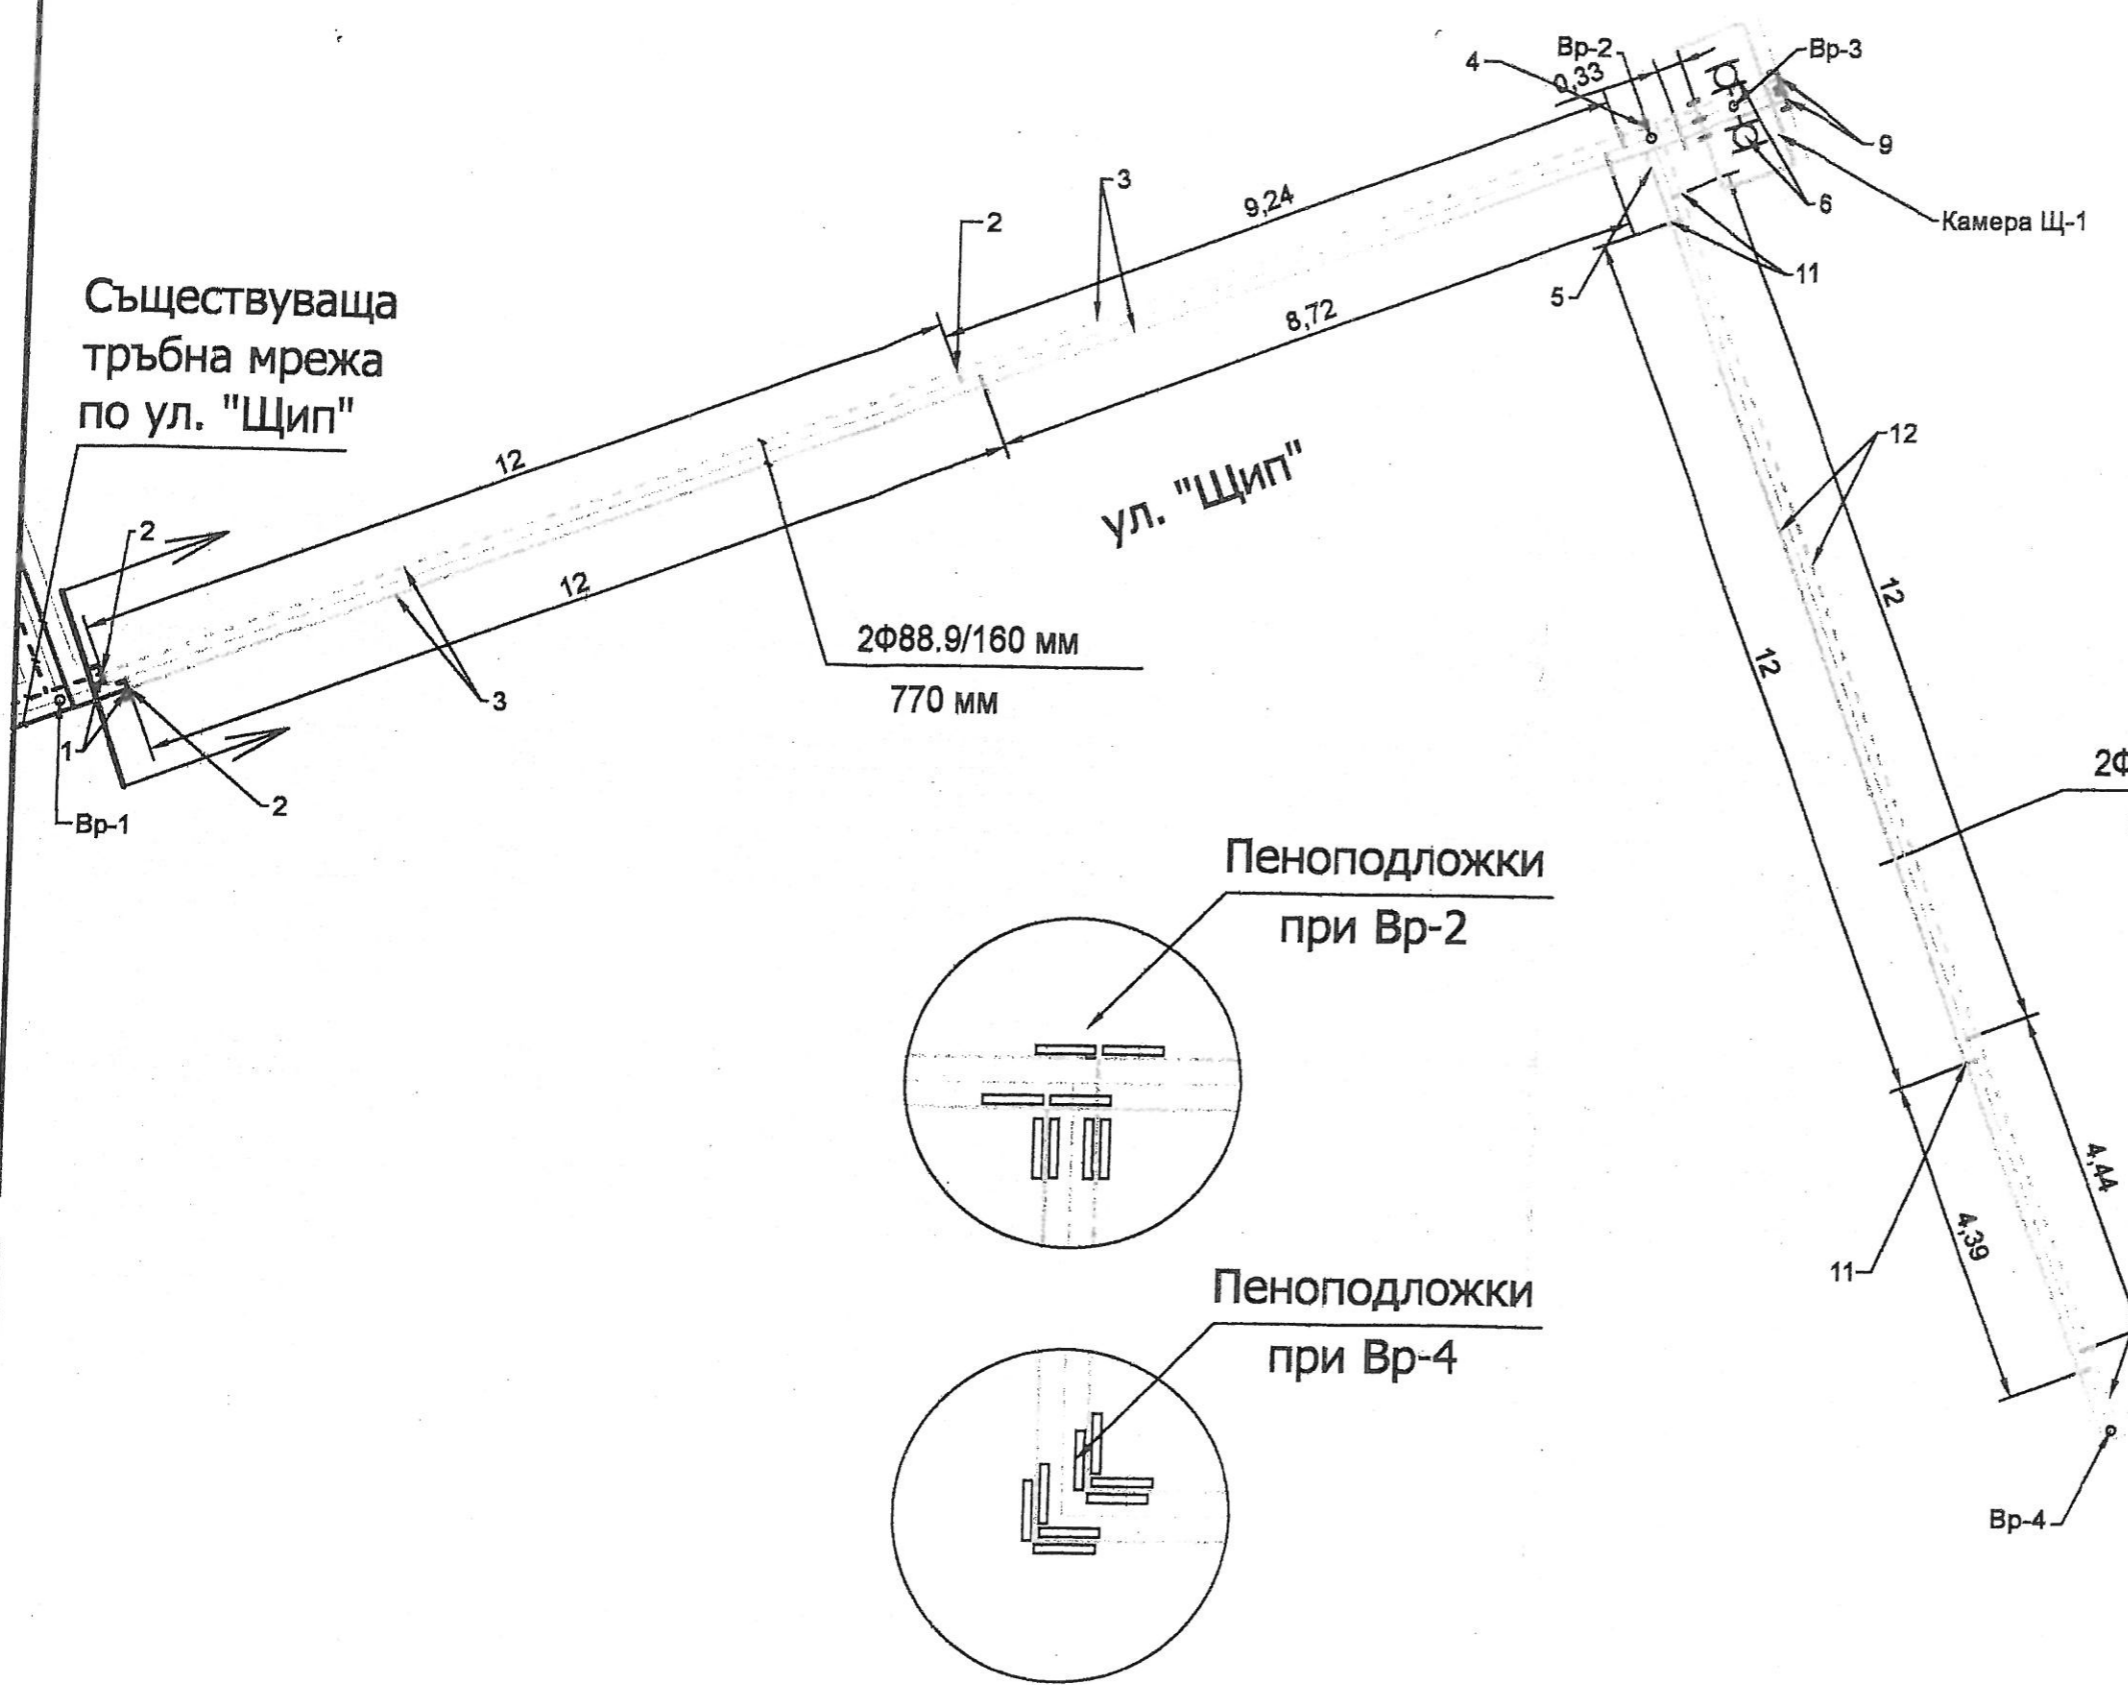 4
Вр-2
0,33
Вр-3
9
6
Камера Щ-1
11
5
3
9,24
2
8,72
Съществуваща
тръбна мрежа
по ул. "Щип"
12
12
ул. "Щип"
12
12
12
2
3
2Ф88.9/160 мм
770 мм
1
2
Вр-1
2Ф
Пеноподложки
при Вр-2
4,44
4,39
11
Пеноподложки
при Вр-4
Вр-4